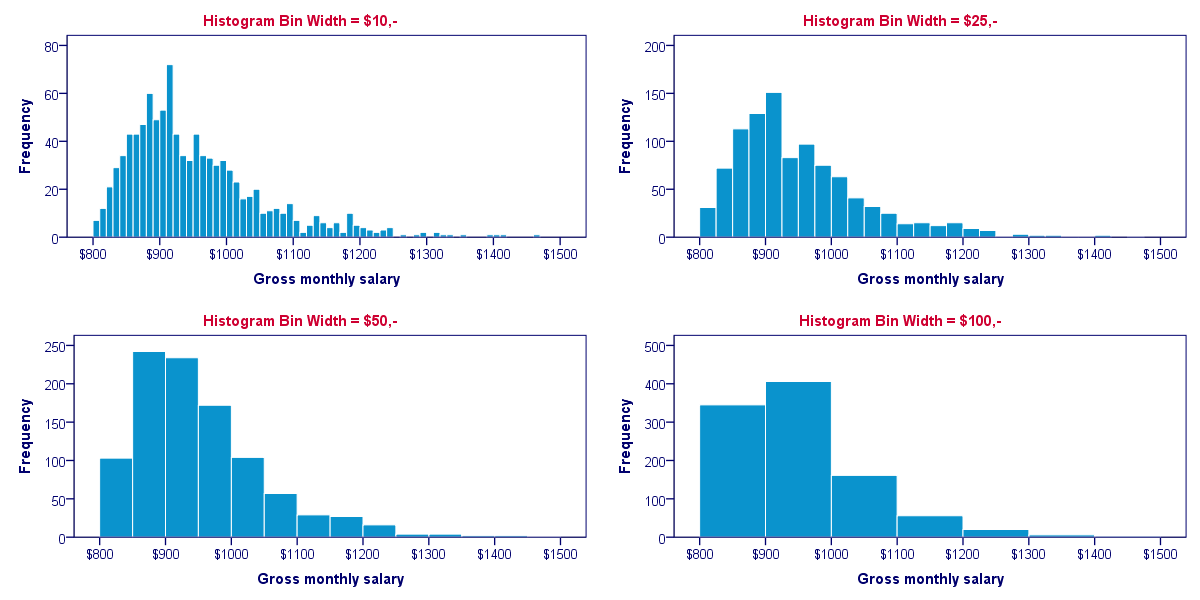 Histogram Bin Width = $10,-
80
60
40
20
0
Frequency
$800 $900 $1000 $1100 $1200 $1300 $1400 $1500
Gross monthly salary
Histogram Bin Width = $25,-
200
150
100
50
0
Frequency
$800 $900 $1000 $1100 $1200 $1300 $1400 $1500
Gross monthly salary
Histogram Bin Width = $50,-
250
200
150
100
50
0
Frequency
$800 $900 $1000 $1100 $1200 $1300 $1400 $1500
Gross monthly salary
Histogram Bin Width = $100,-
500
400
300
200
100
0
Frequency
$800 $900 $1000 $1100 $1200 $1300 $1400 $1500
Gross monthly salary